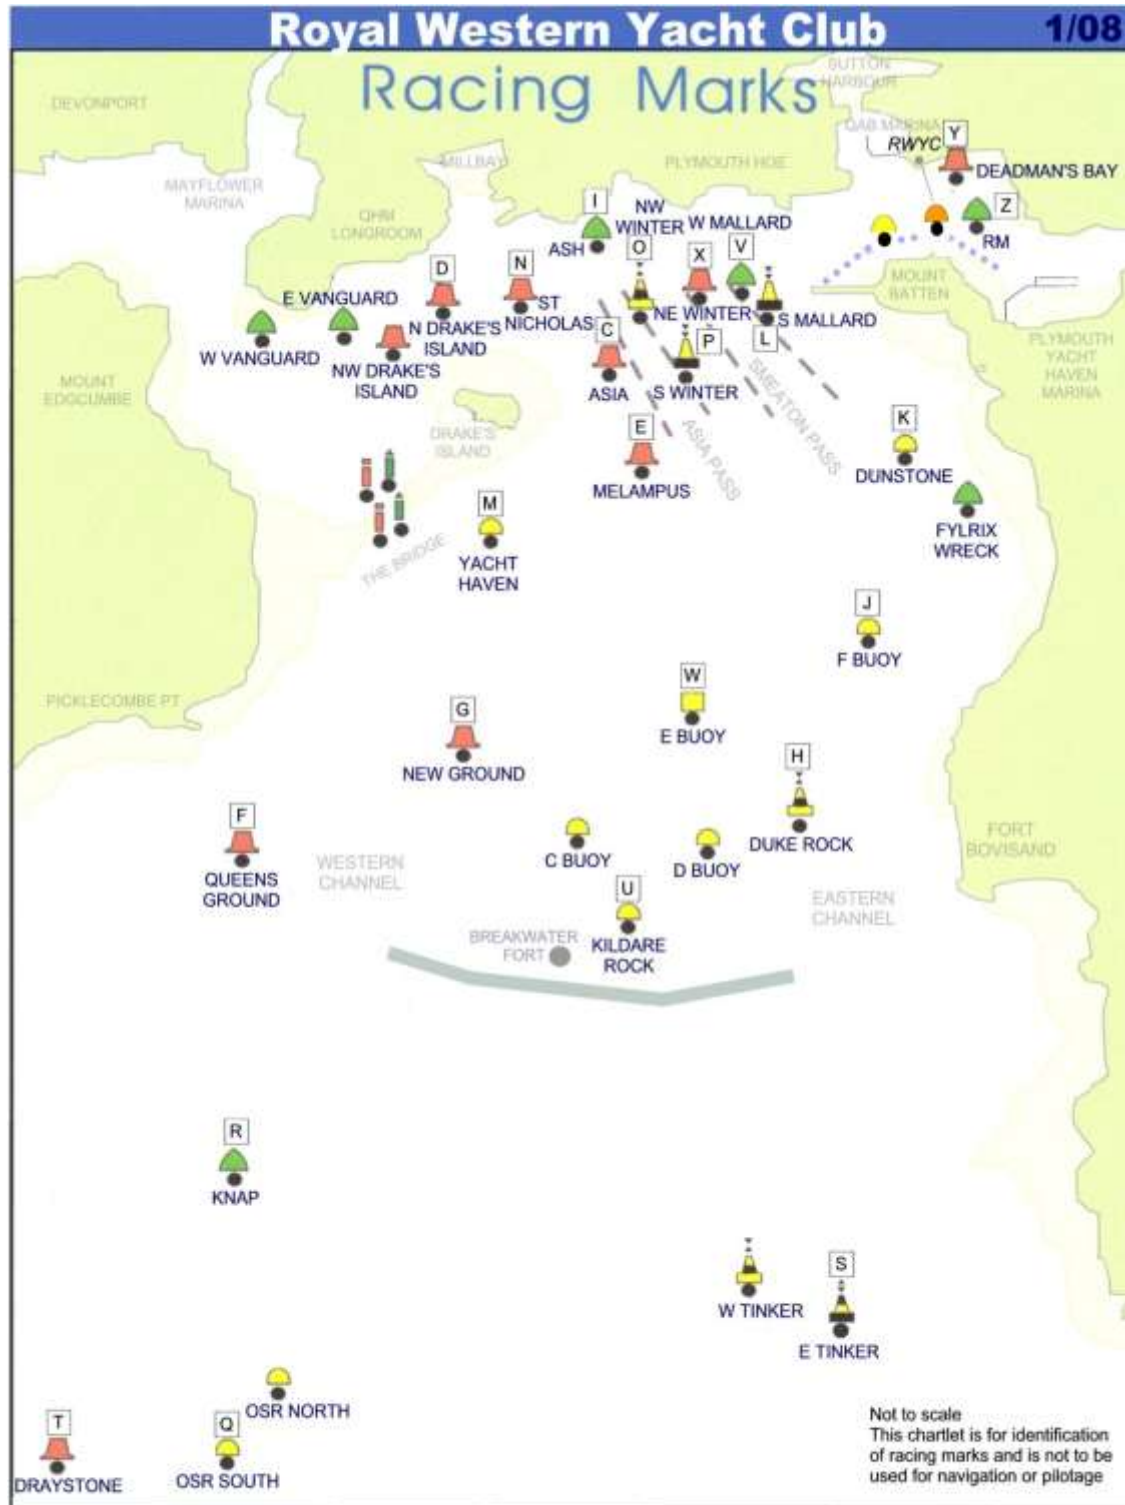 Royal Western Yacht Club 1/08
Racing Marks
SUTTON
HARBOUR
DEVONPORT
QAB MARINA
Y
RWYC
MILLBAY
PLYMOUTH HOE
DEADMAN'S BAY
MAYFLOWER
MARINA
I
NW
WINTER
W MALLARD
Z
QHM
LONGROOM
ASH
O
V
RM
D
N
X
MOUNT
BATTEN
E VANGUARD
ST
NICHOLAS
NE WINTER
S MALLARD
N DRAKE'S
ISLAND
C
P
L
W VANGUARD
NW DRAKE'S
ISLAND
PLYMOUTH
YACHT
HAVEN
MARINA
MOUNT
EDGCUMBE
ASIA
S WINTER
SMEATON PASS
DRAKE'S
ISLAND
E
ASIA PASS
K
MELAMPUS
DUNSTONE
M
FYLRIX
WRECK
THE BRIDGE
YACHT
HAVEN
J
F BUOY
W
PICKLECOMBE PT
G
E BUOY
NEW GROUND
H
F
DUKE ROCK
FORT
BOVISAND
C BUOY
D BUOY
WESTERN
CHANNEL
QUEENS
GROUND
U
EASTERN
CHANNEL
BREAKWATER
FORT
KILDARE
ROCK
R
KNAP
S
W TINKER
E TINKER
OSR NORTH
T
Q
DRAYSTONE
OSR SOUTH
Not to scale
This chartlet is for identification
of racing marks and is not to be
used for navigation or pilotage